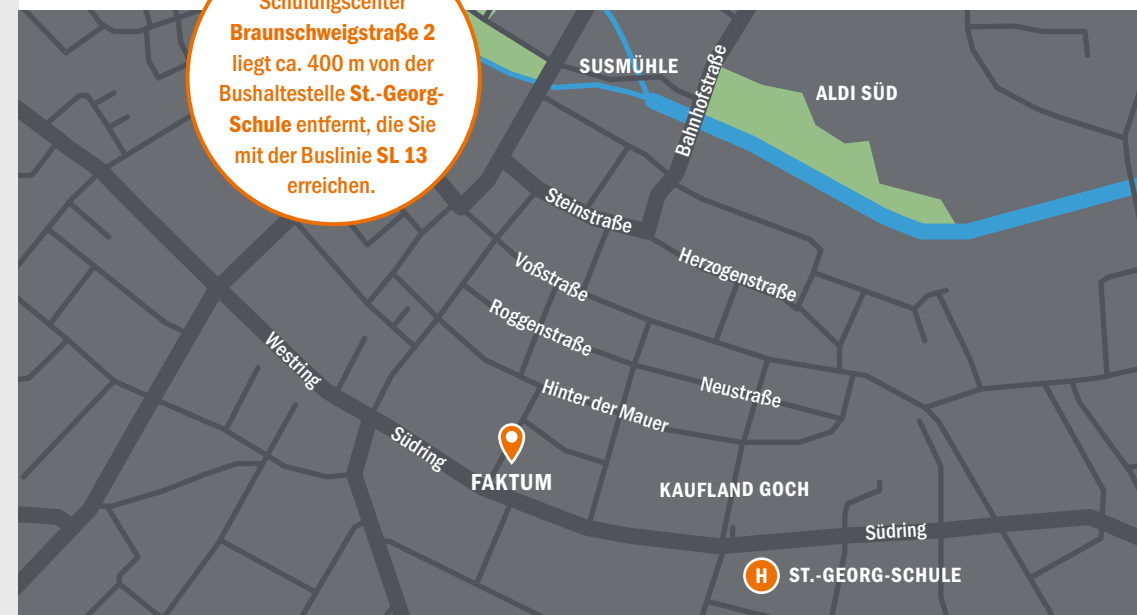 Schulungscenter
Braunschweigstraße 2
liegt ca. 400 m von der
Bushaltestelle St.-Georg-
Schule entfernt, die Sie
mit der Buslinie SL 13
erreichen.
SUSMÜHLE
Bahnhofstraße
ALDI SÜD
Steinstraße
Herzogenstraße
Voßstraße
Roggenstraße
Westring
Neustraße
Hinter der Mauer
Südring
FAKTUM
KAUFLAND GOCH
Südring
H ST.-GEORG-SCHULE